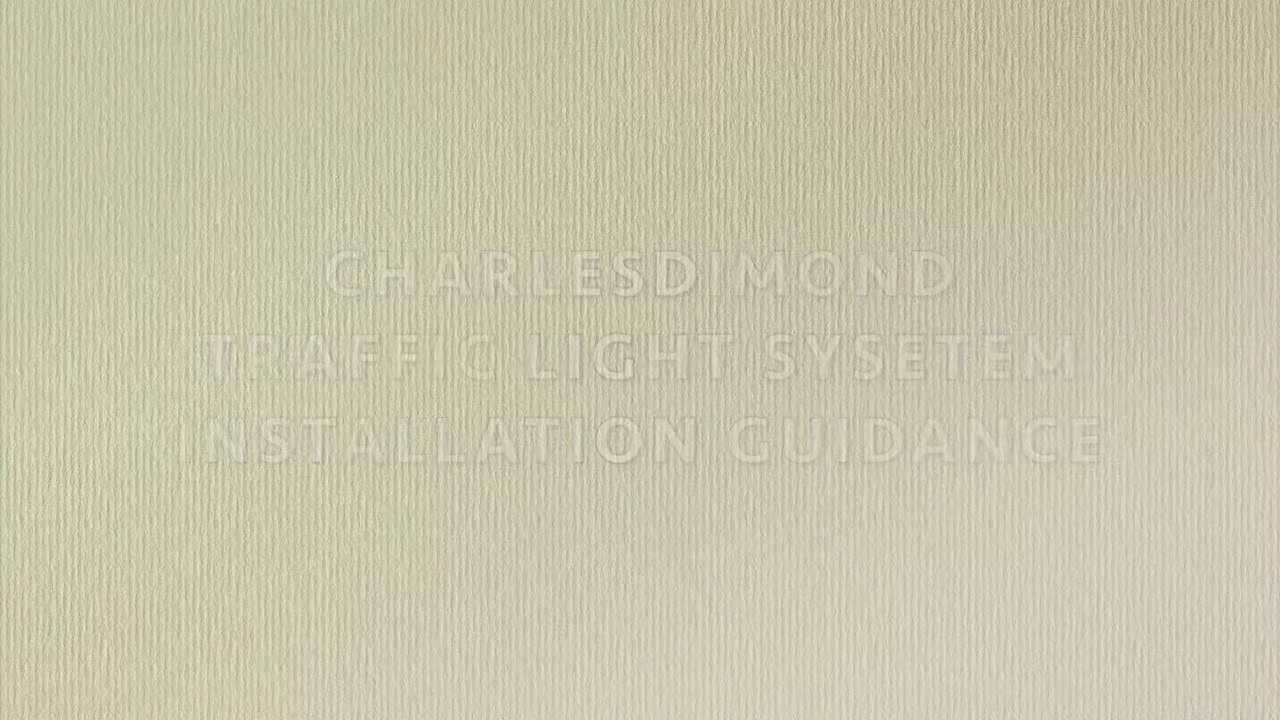 CHARLESDIMOND
TRAFFIC LIGHT SYSETEM
INSTALLATION GUIDANCE